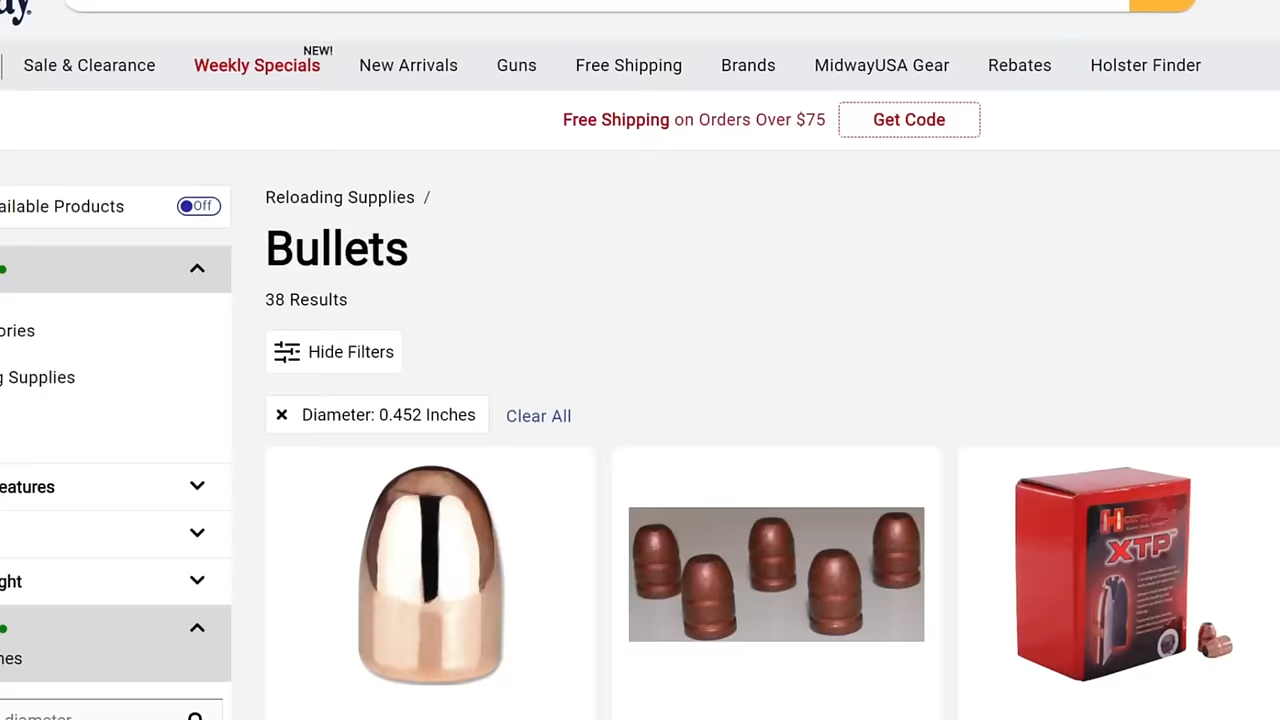 NEW!
Sale & Clearance Weekly Specials New Arrivals Guns Free Shipping Brands MidwayUSA Gear Rebates Holster Finder
Free Shipping on Orders Over $75 Get Code
ailable Products Off
Reloading Supplies /
Bullets
38 Results
ories
Hide Filters
g Supplies
✕ Diameter: 0.452 Inches Clear All
eatures
XTP
ght
nes
diameter